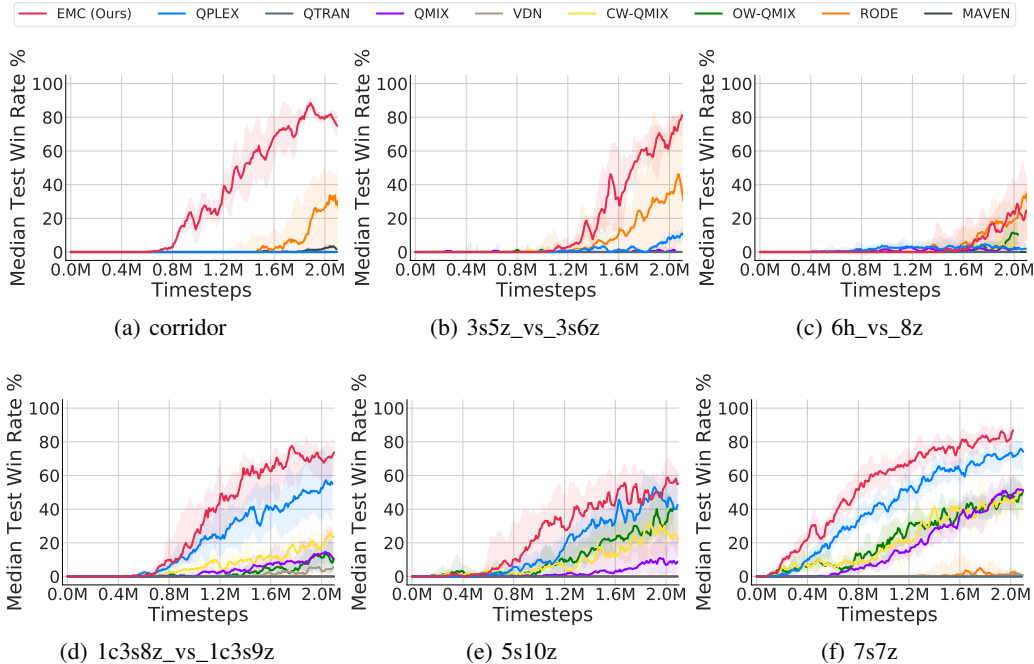 EMC (Ours) QPLEX QTRAN QMIX VDN CW-QMIX OW-QMIX RODE MAVEN
Median Test Win Rate %
100
80
60
40
20
0
0.0M 0.4M 0.8M 1.2M 1.6M 2.0M
Timesteps
(a) corridor
Median Test Win Rate %
100
80
60
40
20
0
0.0M 0.4M 0.8M 1.2M 1.6M 2.0M
Timesteps
(b) 3s5z_vs_3s6z
Median Test Win Rate %
100
80
60
40
20
0
0.0M 0.4M 0.8M 1.2M 1.6M 2.0M
Timesteps
(c) 6h_vs_8z
Median Test Win Rate %
100
80
60
40
20
0
0.0M 0.4M 0.8M 1.2M 1.6M 2.0M
Timesteps
(d) 1c3s8z_vs_1c3s9z
Median Test Win Rate %
100
80
60
40
20
0
0.0M 0.4M 0.8M 1.2M 1.6M 2.0M
Timesteps
(e) 5s10z
Median Test Win Rate %
100
80
60
40
20
0
0.0M 0.4M 0.8M 1.2M 1.6M 2.0M
Timesteps
(f) 7s7z